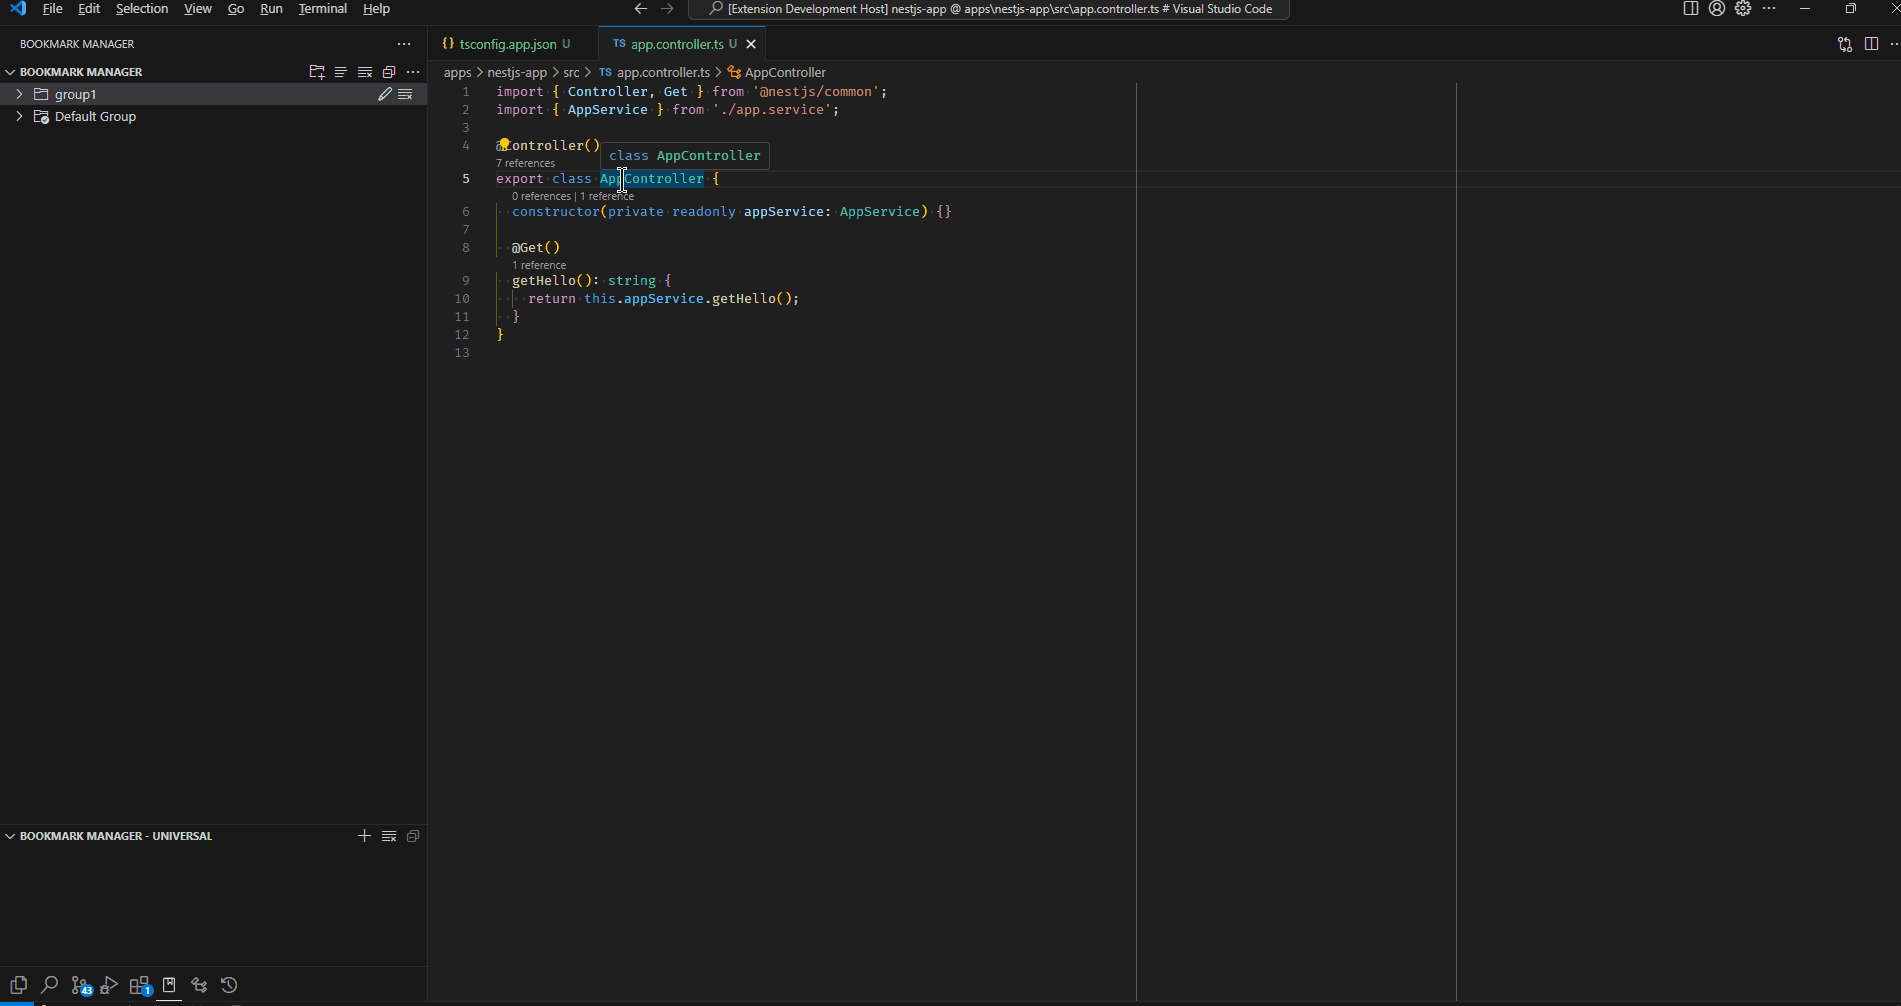 File Edit Selection View Go Run Terminal Help
[Extension Development Host] nestjs-app @ apps\nestjs-app\src\app.controller.ts # Visual Studio Code
BOOKMARK MANAGER
BOOKMARK MANAGER
group1
Default Group
BOOKMARK MANAGER - UNIVERSAL
43
1
{} tsconfig.app.json U
TS app.controller.ts U
apps > nestjs-app > src > TS app.controller.ts > AppController
1 import { Controller, Get } from '@nestjs/common';
2 import { AppService } from './app.service';
3
4 @Controller()
class AppController
7 references
5 export class AppController {
0 references | 1 reference
6 constructor(private readonly appService: AppService) {}
7
8 @Get()
1 reference
9 getHello(): string {
10 return this.appService.getHello();
11 }
12 }
13